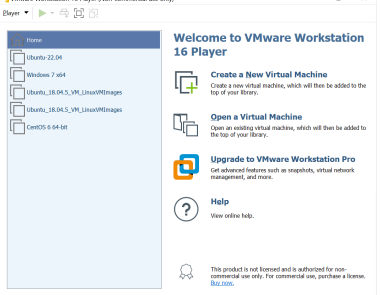 Player
Home
Ubuntu-22.04
Windows 7 x64
Ubuntu_18.04.5_VM_LinuxVMImages
Ubuntu_18.04.5_VM_LinuxVMImages
CentOS 6 64-bit
Welcome to VMware Workstation
16 Player
Create a New Virtual Machine
Create a new virtual machine, which will then be added to the
top of your library.
Open a Virtual Machine
Open an existing virtual machine, which will then be added to
the top of your library.
Upgrade to VMware Workstation Pro
Get advanced features such as snapshots, virtual network
management, and more.
Help
View online help.
This product is not licensed and is authorized for non-
commercial use only. For commercial use, purchase a license.
Buy now.